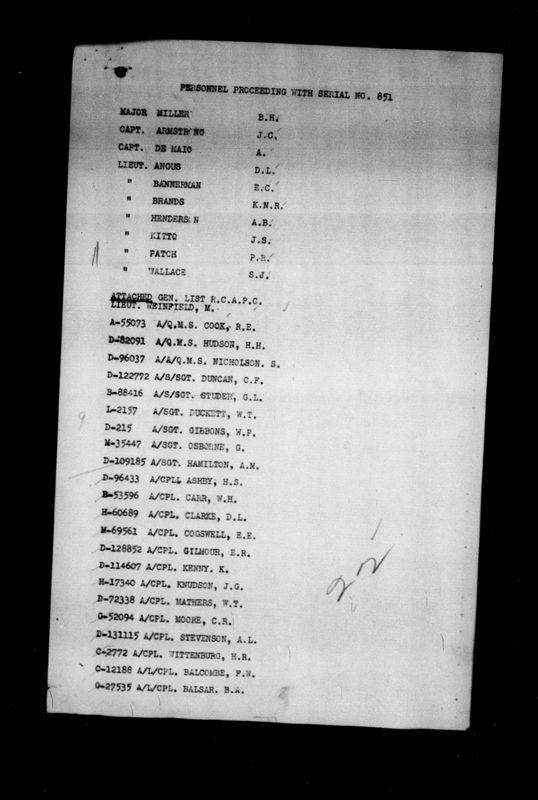 PERSONNEL PROCEEDING WITH SERIAL NO. 851
MAJOR MILLER B.H.
CAPT. ARMSTRONG J.C.
CAPT. DE MAIO A.
LIEUT. ANGUS D.L.
" BANNERMAN E.C.
" BRANDS K.N.R.
" HENDERSON A.B.
" KITTO J.S.
" PATCH P.R.
" WALLACE S.J.
ATTACHED GEN. LIST R.C.A.P.C.
LIEUT. WEINFIELD, M.
A-55073 A/Q.M.S. COOK, R.E.
D-82091 A/Q.M.S. HUDSON, H.H.
D-96037 A/A/Q.M.S. NICHOLSON. S.
D-122772 A/S/SGT. DUNCAN, C.F.
B-88416 A/S/SGT. STUDER, G.L.
L-2157 A/SGT. DUCKETT, W.T.
D-215 A/SGT. GIBBONS, W.P.
M-35447 A/SGT. OSBORNE, G.
D-109185 A/SGT. HAMILTON, A.M.
D-96433 A/CPLL ASHBY, H.S.
B-53596 A/CPL. CARR, W.H.
H-60689 A/CPL. CLARKE, D.L.
M-69561 A/CPL. COGSWELL, E.E.
D-128852 A/CPL. GILMOUR, E.R.
D-114607 A/CPL. KENNY. K.
H-17340 A/CPL. KNUDSON, J.G.
D-72338 A/CPL. MATHERS, W.T.
G-52094 A/CPL. MOORE, C.R.
D-131115 A/CPL. STEVENSON, A.L.
C-2772 A/CPL. WITTENBURG, H.R.
C-12188 A/L/CPL. BALCOMBE, F.W.
G-27535 A/L/CPL. BALSAR. B.A.